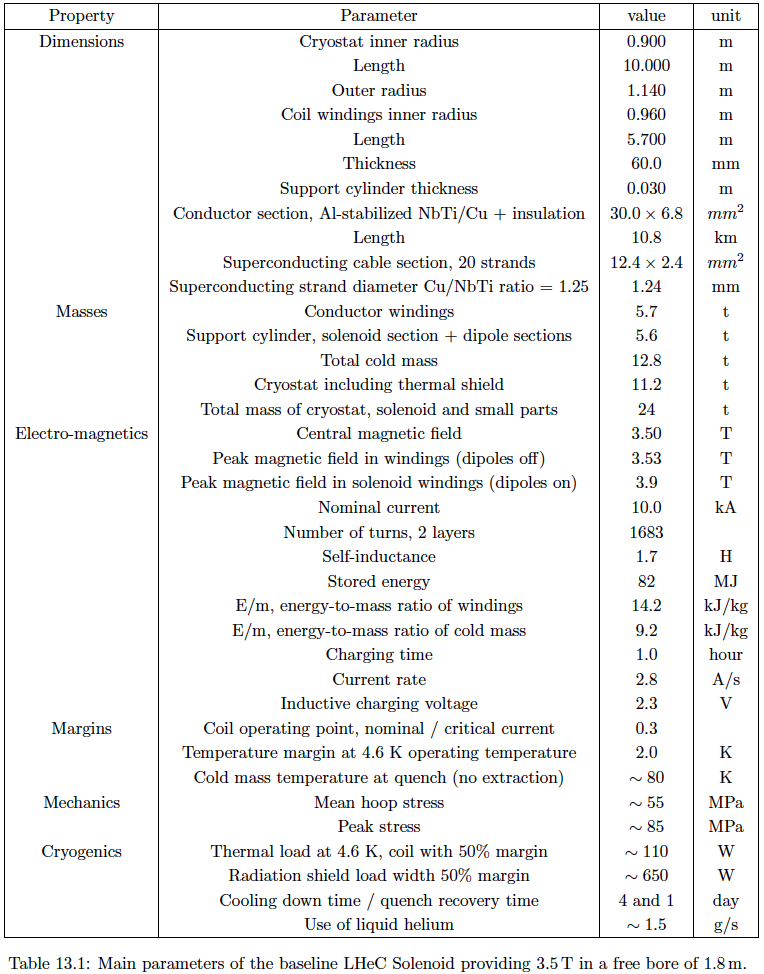 Property Parameter value unit
Dimensions Cryostat inner radius 0.900 m
Length 10.000 m
Outer radius 1.140 m
Coil windings inner radius 0.960 m
Length 5.700 m
Thickness 60.0 mm
Support cylinder thickness 0.030 m
Conductor section, Al-stabilized NbTi/Cu + insulation 30.0 × 6.8 mm²
Length 10.8 km
Superconducting cable section, 20 strands 12.4 × 2.4 mm²
Superconducting strand diameter Cu/NbTi ratio = 1.25 1.24 mm
Masses Conductor windings 5.7 t
Support cylinder, solenoid section + dipole sections 5.6 t
Total cold mass 12.8 t
Cryostat including thermal shield 11.2 t
Total mass of cryostat, solenoid and small parts 24 t
Electro-magnetics Central magnetic field 3.50 T
Peak magnetic field in windings (dipoles off) 3.53 T
Peak magnetic field in solenoid windings (dipoles on) 3.9 T
Nominal current 10.0 kA
Number of turns, 2 layers 1683
Self-inductance 1.7 H
Stored energy 82 MJ
E/m, energy-to-mass ratio of windings 14.2 kJ/kg
E/m, energy-to-mass ratio of cold mass 9.2 kJ/kg
Charging time 1.0 hour
Current rate 2.8 A/s
Inductive charging voltage 2.3 V
Margins Coil operating point, nominal / critical current 0.3
Temperature margin at 4.6 K operating temperature 2.0 K
Cold mass temperature at quench (no extraction) ∼ 80 K
Mechanics Mean hoop stress ∼ 55 MPa
Peak stress ∼ 85 MPa
Cryogenics Thermal load at 4.6 K, coil with 50% margin ∼ 110 W
Radiation shield load width 50% margin ∼ 650 W
Cooling down time / quench recovery time 4 and 1 day
Use of liquid helium ∼ 1.5 g/s
Table 13.1: Main parameters of the baseline LHeC Solenoid providing 3.5 T in a free bore of 1.8 m.